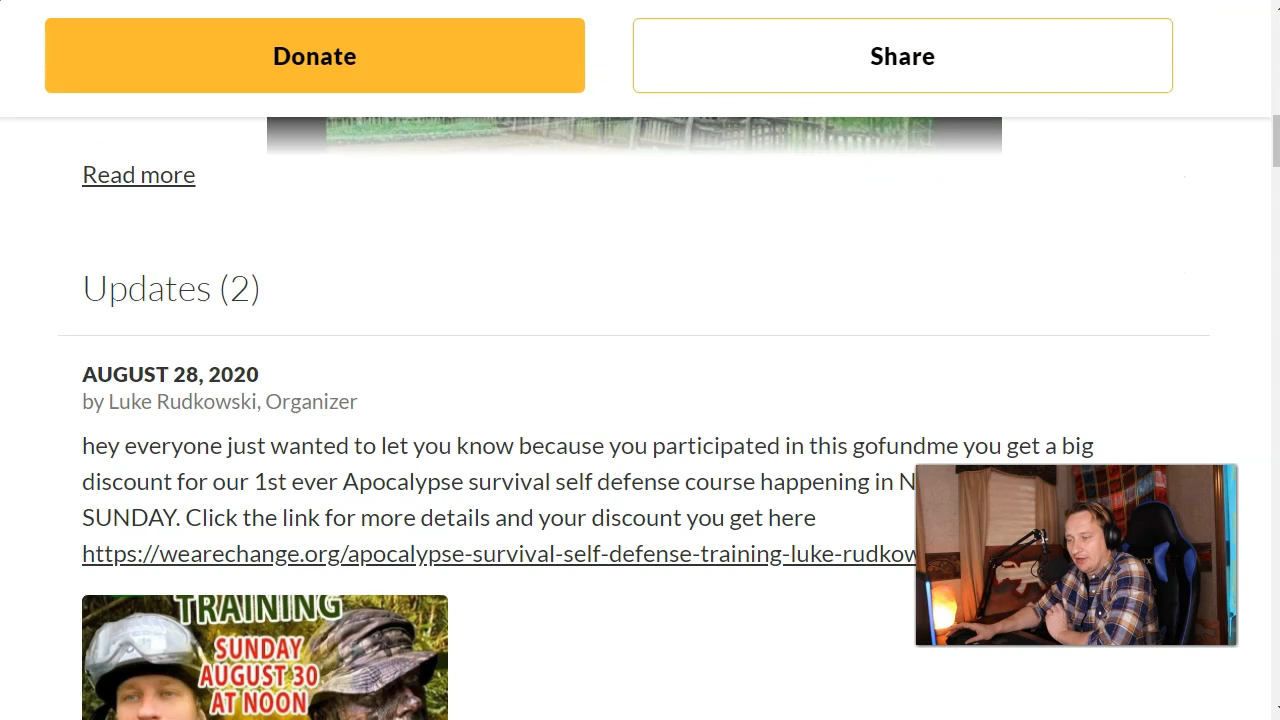 Donate
Share
Read more
Updates (2)
AUGUST 28, 2020
by Luke Rudkowski, Organizer
hey everyone just wanted to let you know because you participated in this gofundme you get a big
discount for our 1st ever Apocalypse survival self defense course happening in
SUNDAY. Click the link for more details and your discount you get here
https://wearechange.org/apocalypse-survival-self-defense-training-luke-rudkow
TRAINING
SUNDAY
AUGUST 30
AT NOON